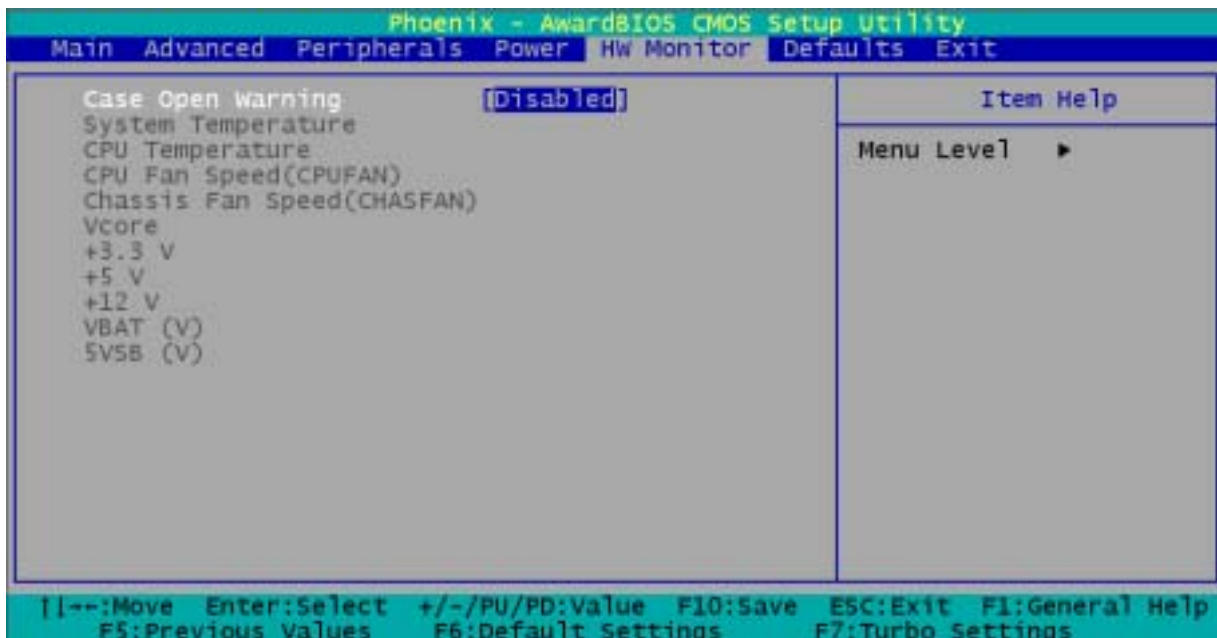 Phoenix - AwardBIOS CMOS Setup Utility
Main Advanced Peripherals Power HW Monitor Defaults Exit
Case Open Warning [Disabled]
System Temperature
CPU Temperature
CPU Fan Speed(CPUFAN)
Chassis Fan Speed(CHASFAN)
Vcore
+3.3 V
+5 V
+12 V
VBAT (V)
5VSB (V)
Item Help
Menu Level ►
↑↓→←:Move Enter:Select +/-/PU/PD:Value F10:Save ESC:Exit F1:General Help
F5:Previous Values F6:Default Settings F7:Turbo Settings